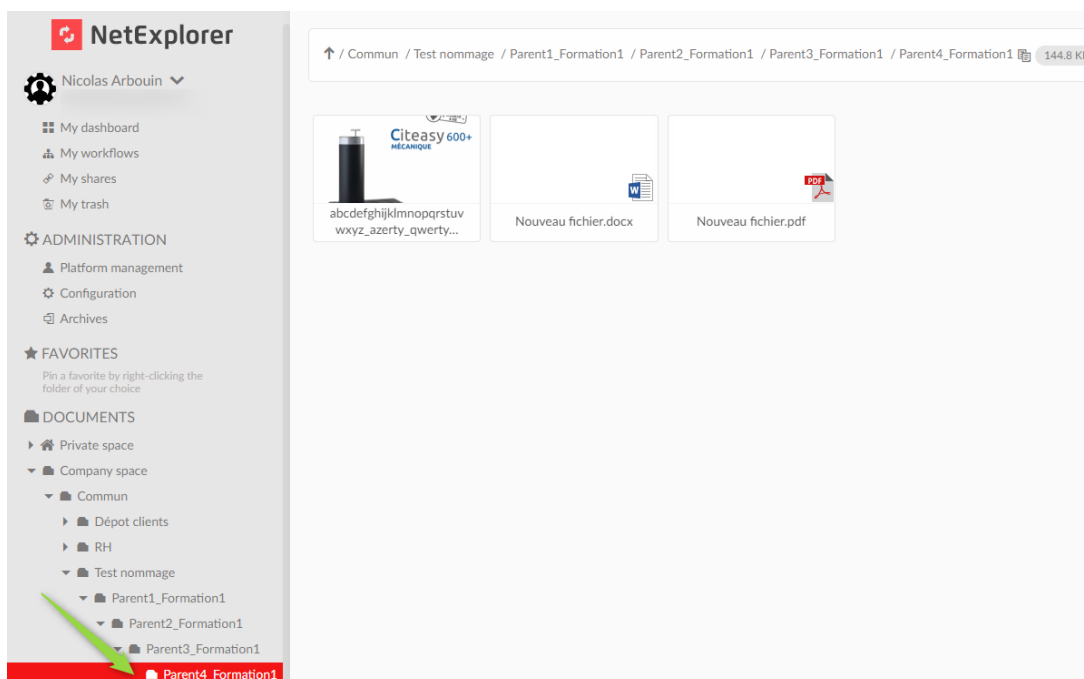 NetExplorer
Nicolas Arbouin
My dashboard
My workflows
My shares
My trash
ADMINISTRATION
Platform management
Configuration
Archives
FAVORITES
Pin a favorite by right-clicking the
folder of your choice
DOCUMENTS
Private space
Company space
Commun
Dépot clients
RH
Test nommage
Parent1_Formation1
Parent2_Formation1
Parent3_Formation1
Parent4_Formation1
/ Commun / Test nommage / Parent1_Formation1 / Parent2_Formation1 / Parent3_Formation1 / Parent4_Formation1 144.8
Citeasy 600+
MÉCANIQUE
abcdefghijklmnopqrstuv
wxyz_azerty_qwerty...
W
Nouveau fichier.docx
PDF
Nouveau fichier.pdf